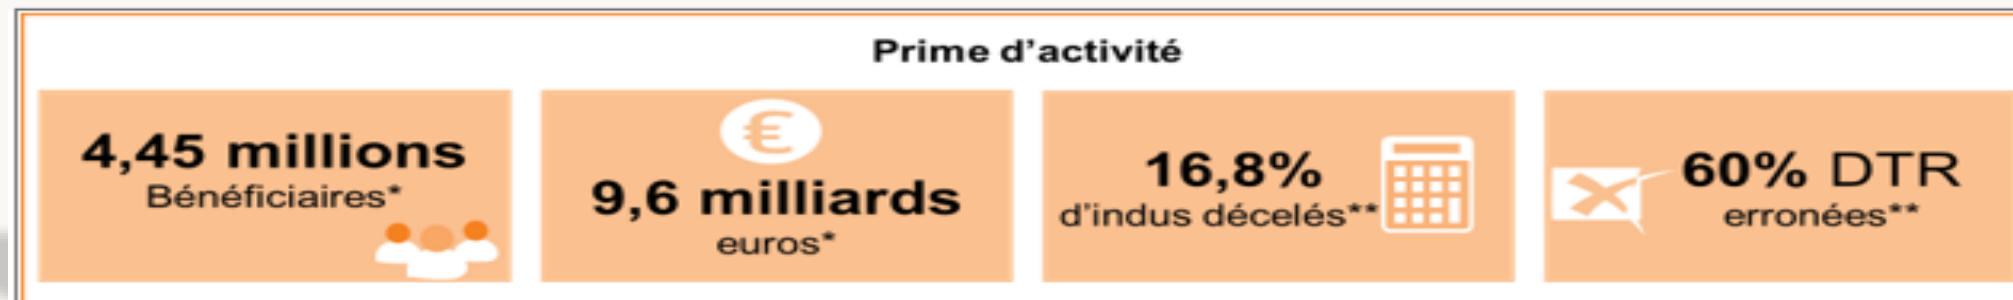 Prime d'activité
4,45 millions
Bénéficiaires*
€
9,6 milliards
euros*
16,8%
d'indus décelés**
60% DTR
erronées**